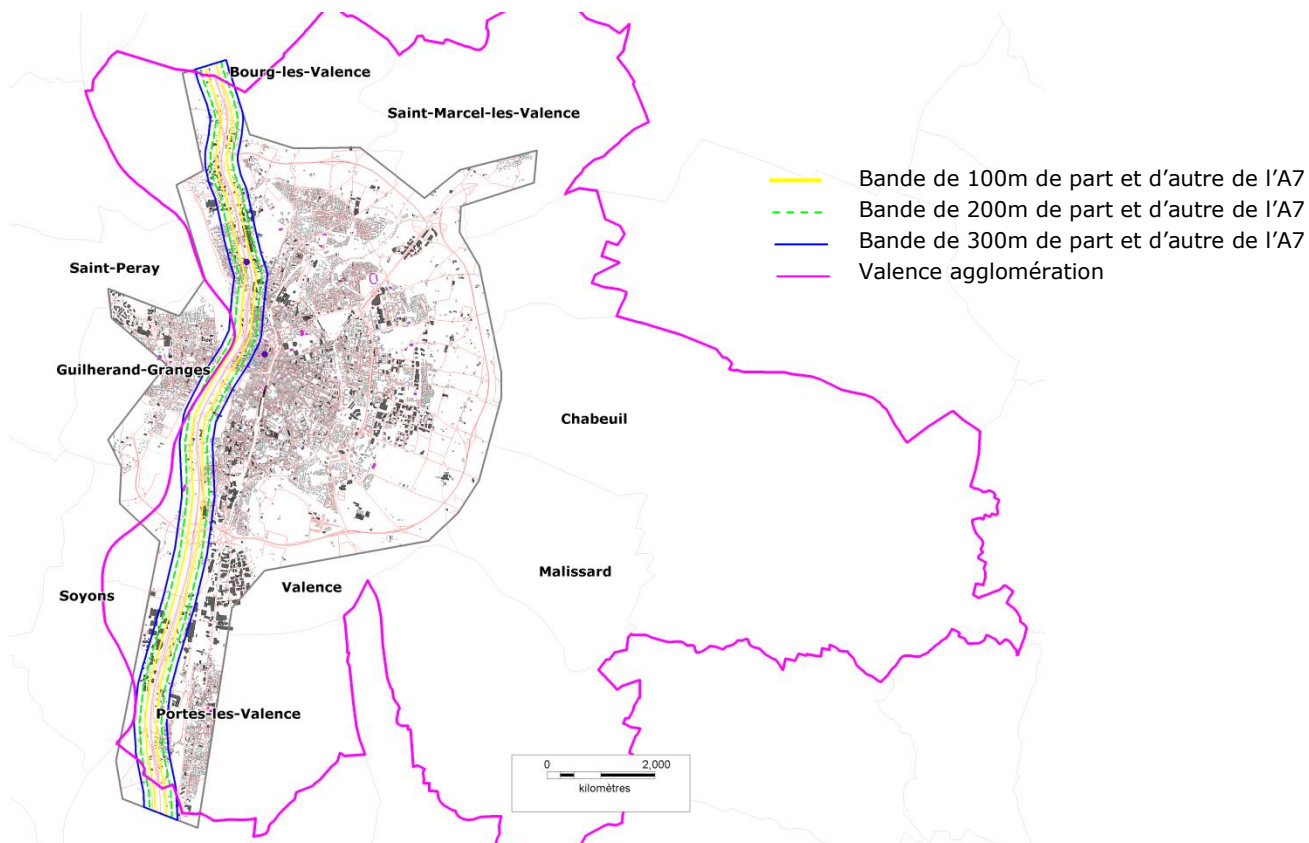 Bourg-les-Valence
Saint-Marcel-les-Valence
Bande de 100m de part et d'autre de l'A7
Bande de 200m de part et d'autre de l'A7
Bande de 300m de part et d'autre de l'A7
Valence agglomération
Saint-Peray
Guilherand-Granges
Chabeuil
Malissard
Valence
Soyons
Portes-les-Valence
0 2,000
kilomètres